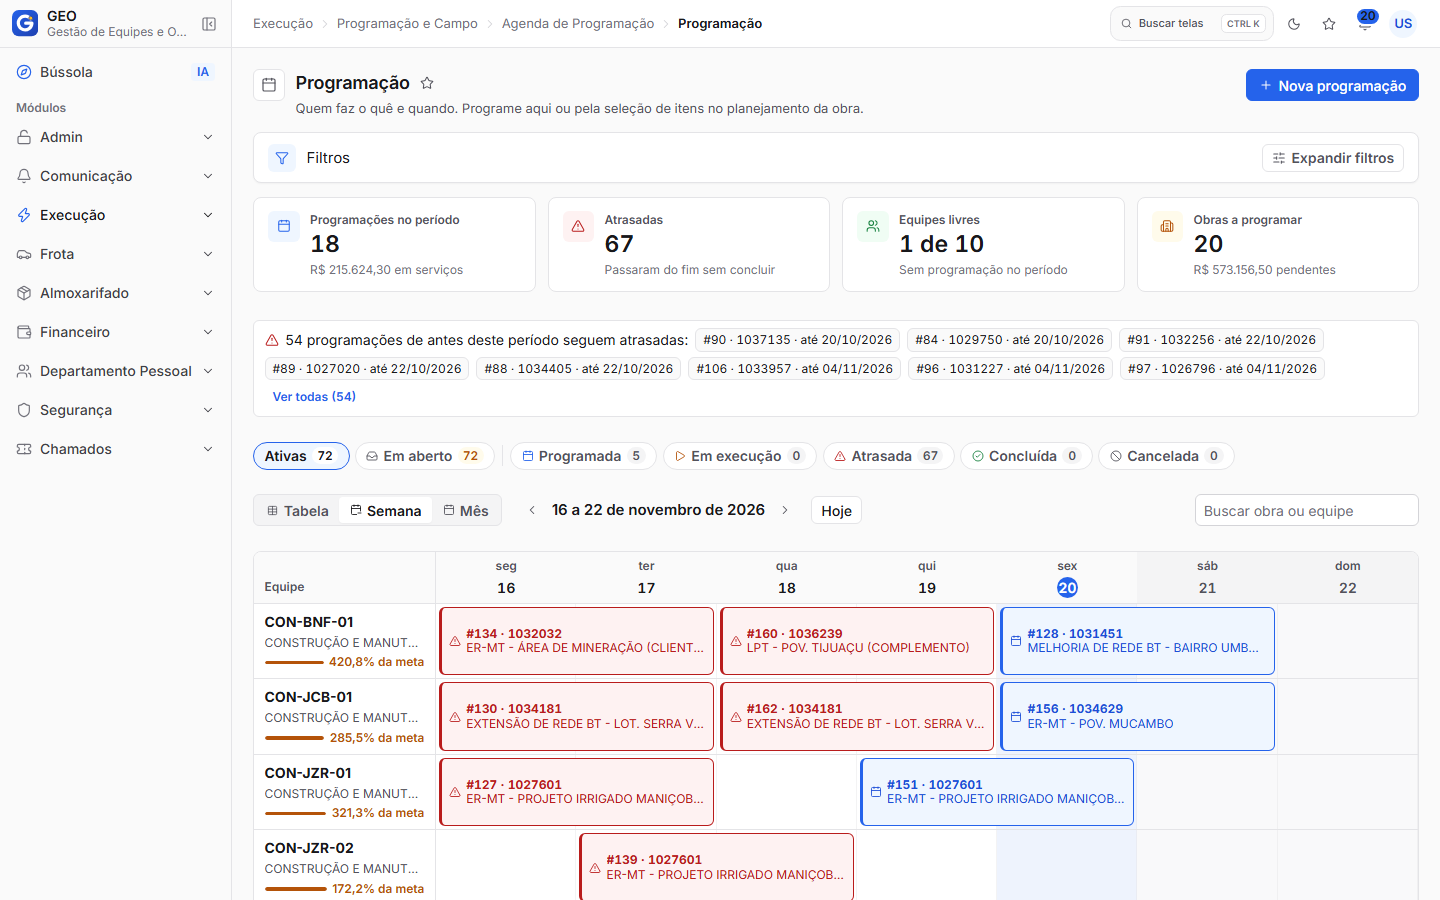 GEO
Gestão de Equipes e O...
Execução
Programação e Campo
Agenda de Programação
Programação
Buscar telas
CTRL K
20
US
Bússola
IA
Módulos
Admin
Comunicação
Execução
Frota
Almoxarifado
Financeiro
Departamento Pessoal
Segurança
Chamados
Programação
Quem faz o quê e quando. Programe aqui ou pela seleção de itens no planejamento da obra.
Nova programação
Filtros
Expandir filtros
Programações no período
18
R$ 215.624,30 em serviços
Atrasadas
67
Passaram do fim sem concluir
Equipes livres
1 de 10
Sem programação no período
Obras a programar
20
R$ 573.156,50 pendentes
54 programações de antes deste período seguem atrasadas:
#90 · 1037135 · até 20/10/2026
#84 · 1029750 · até 20/10/2026
#91 · 1032256 · até 22/10/2026
#89 · 1027020 · até 22/10/2026
#88 · 1034405 · até 22/10/2026
#106 · 1033957 · até 04/11/2026
#96 · 1031227 · até 04/11/2026
#97 · 1026796 · até 04/11/2026
Ver todas (54)
Ativas 72
Em aberto 72
Programada 5
Em execução 0
Atrasada 67
Concluída 0
Cancelada 0
Tabela
Semana
Mês
16 a 22 de novembro de 2026
Hoje
Buscar obra ou equipe
Equipe
seg 16
ter 17
qua 18
qui 19
sex 20
sáb 21
dom 22
CON-BNF-01
CONSTRUÇÃO E MANUT...
420,8% da meta
#134 · 1032032
ER-MT - ÁREA DE MINERAÇÃO (CLIENT...
#160 · 1036239
LPT - POV. TIJUAÇU (COMPLEMENTO)
#128 · 1031451
MELHORIA DE REDE BT - BAIRRO UMB...
CON-JCB-01
CONSTRUÇÃO E MANUT...
285,5% da meta
#130 · 1034181
EXTENSÃO DE REDE BT - LOT. SERRA V...
#162 · 1034181
EXTENSÃO DE REDE BT - LOT. SERRA V...
#156 · 1034629
ER-MT - POV. MUCAMBO
CON-JZR-01
CONSTRUÇÃO E MANUT...
321,3% da meta
#127 · 1027601
ER-MT - PROJETO IRRIGADO MANIÇOB...
#151 · 1027601
ER-MT - PROJETO IRRIGADO MANIÇOB...
CON-JZR-02
CONSTRUÇÃO E MANUT...
172,2% da meta
#139 · 1027601
ER-MT - PROJETO IRRIGADO MANIÇOB...